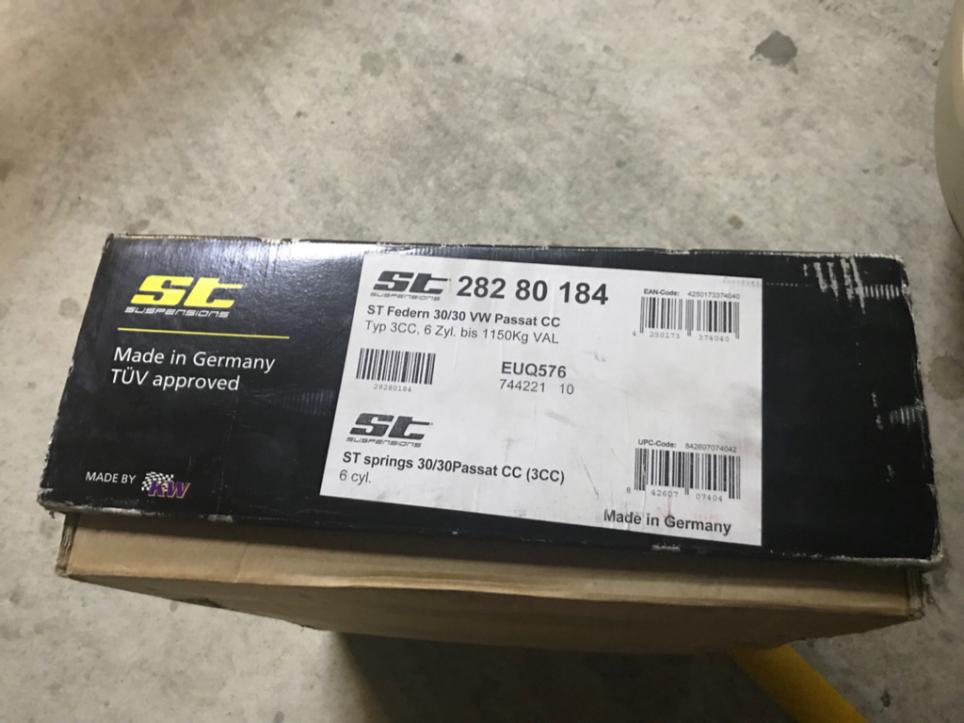 st
SUSPENSIONS
Made in Germany
TÜV approved
MADE BY KW
st SUSPENSIONS 282 80 184
ST Federn 30/30 VW Passat CC
Typ 3CC, 6 Zyl. bis 1150Kg VAL
EAN-Code: 4250173374040
4 250173 374040
28280184
EUQ576
744221 10
st
SUSPENSIONS
ST springs 30/30Passat CC (3CC)
6 cyl.
UPC-Code: 842607074042
8 42607 07404
Made in Germany